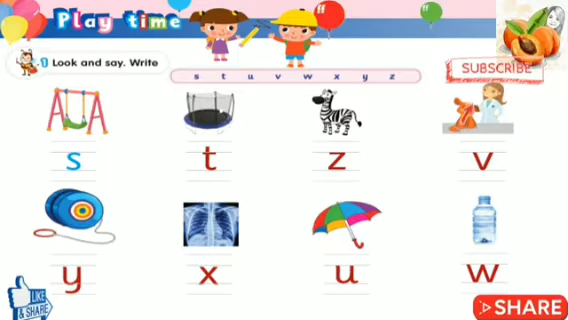 Play time
1 Look and say. Write
s t u v w x y z
SUBSCRIBE
s t z v
y x u w
LIKE
& SHARE
SHARE